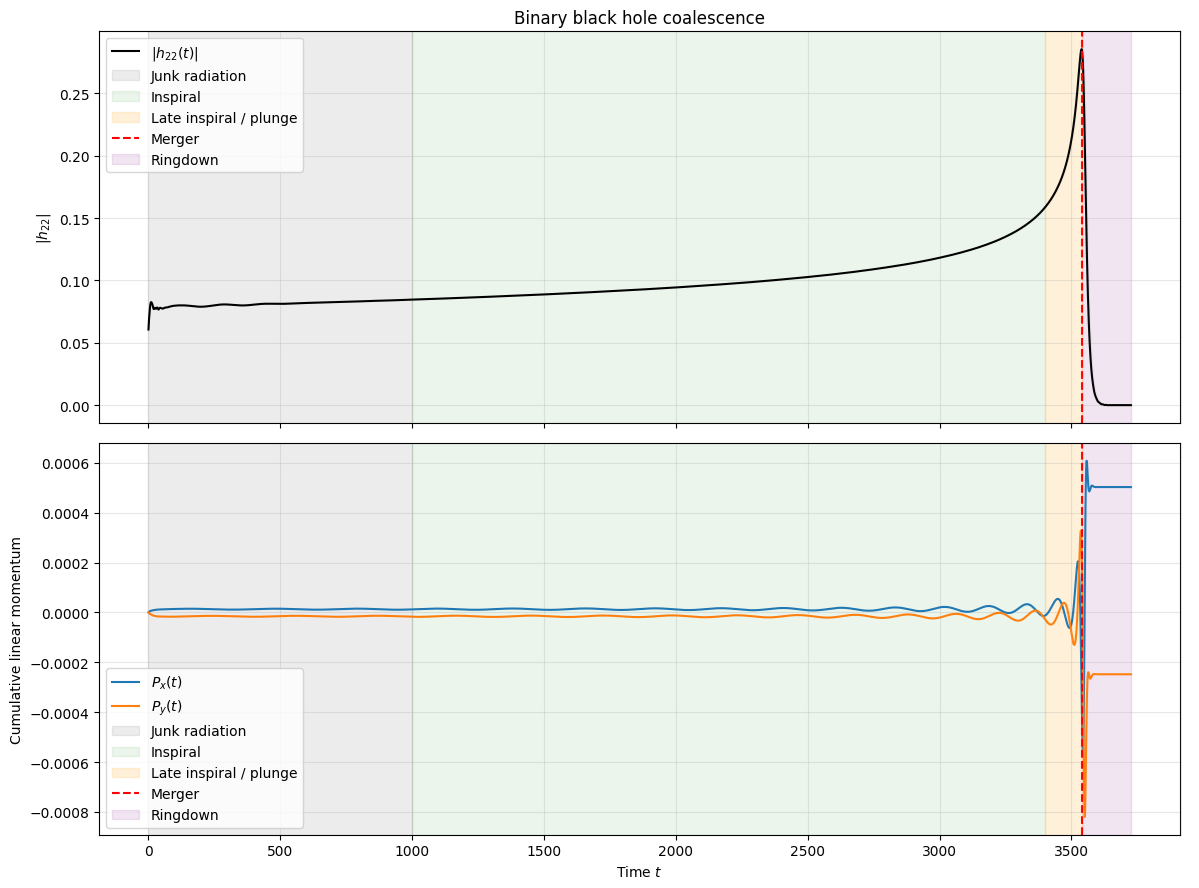 Binary black hole coalescence
|h₂₂(t)|
Junk radiation
Inspiral
Late inspiral / plunge
Merger
Ringdown
|h₂₂|
0.25
0.20
0.15
0.10
0.05
0.00
Cumulative linear momentum
0.0006
0.0004
0.0002
0.0000
−0.0002
−0.0004
−0.0006
−0.0008
Pₓ(t)
P_y(t)
Junk radiation
Inspiral
Late inspiral / plunge
Merger
Ringdown
0 500 1000 1500 2000 2500 3000 3500
Time t